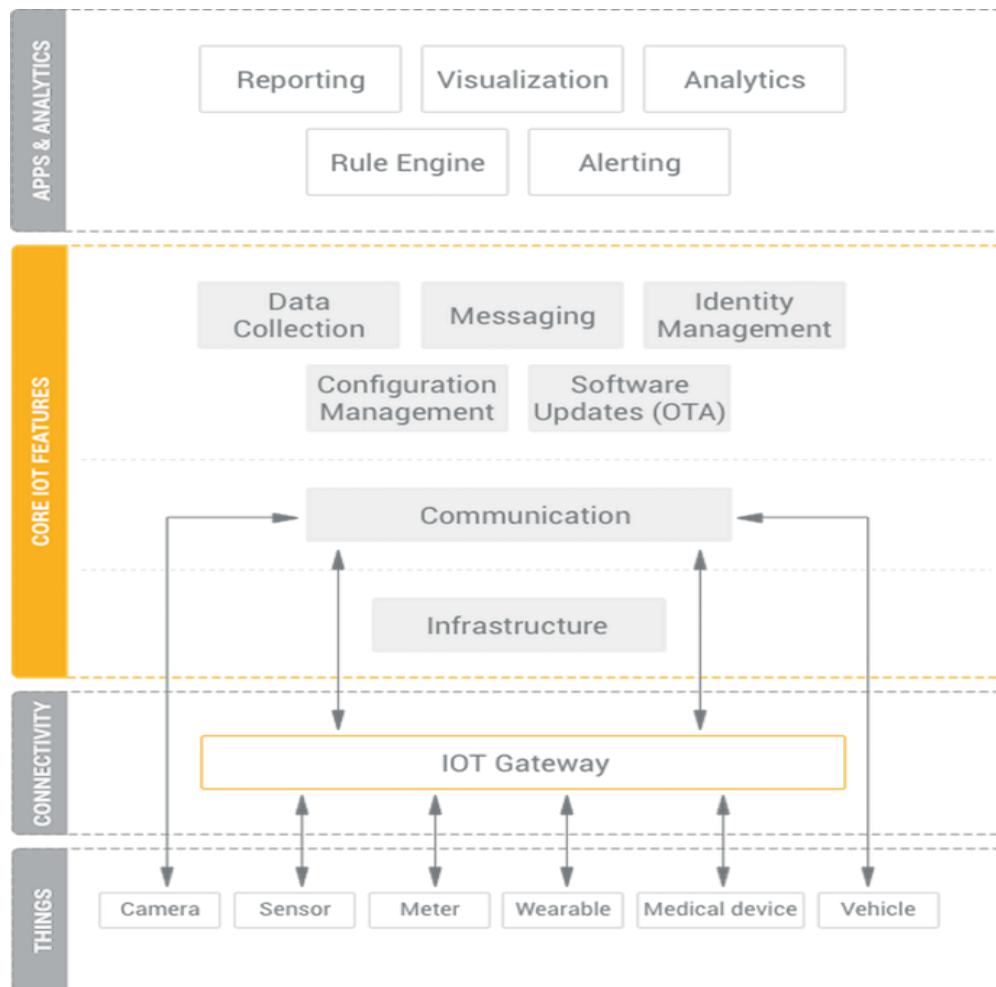 APPS & ANALYTICS
Reporting
Visualization
Analytics
Rule Engine
Alerting
CORE IOT FEATURES
Data
Collection
Messaging
Identity
Management
Configuration
Management
Software
Updates (OTA)
Communication
Infrastructure
CONNECTIVITY
IOT Gateway
THINGS
Camera
Sensor
Meter
Wearable
Medical device
Vehicle